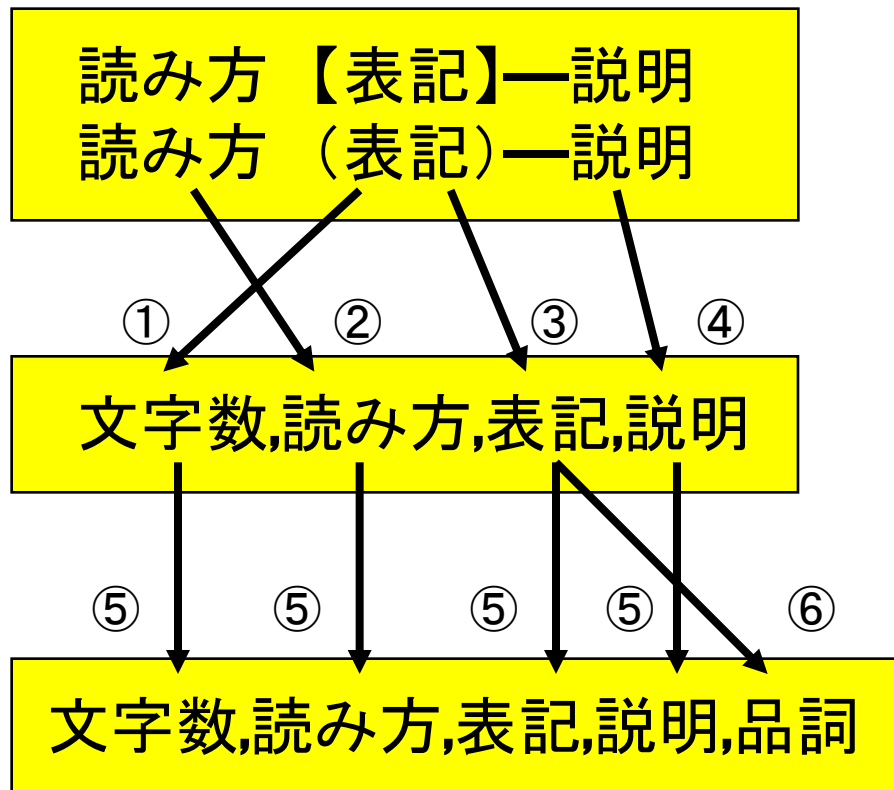 読み方【表記】―説明
読み方（表記）―説明
① ② ③ ④
文字数,読み方,表記,説明
⑤ ⑤ ⑤ ⑤ ⑥
文字数,読み方,表記,説明,品詞